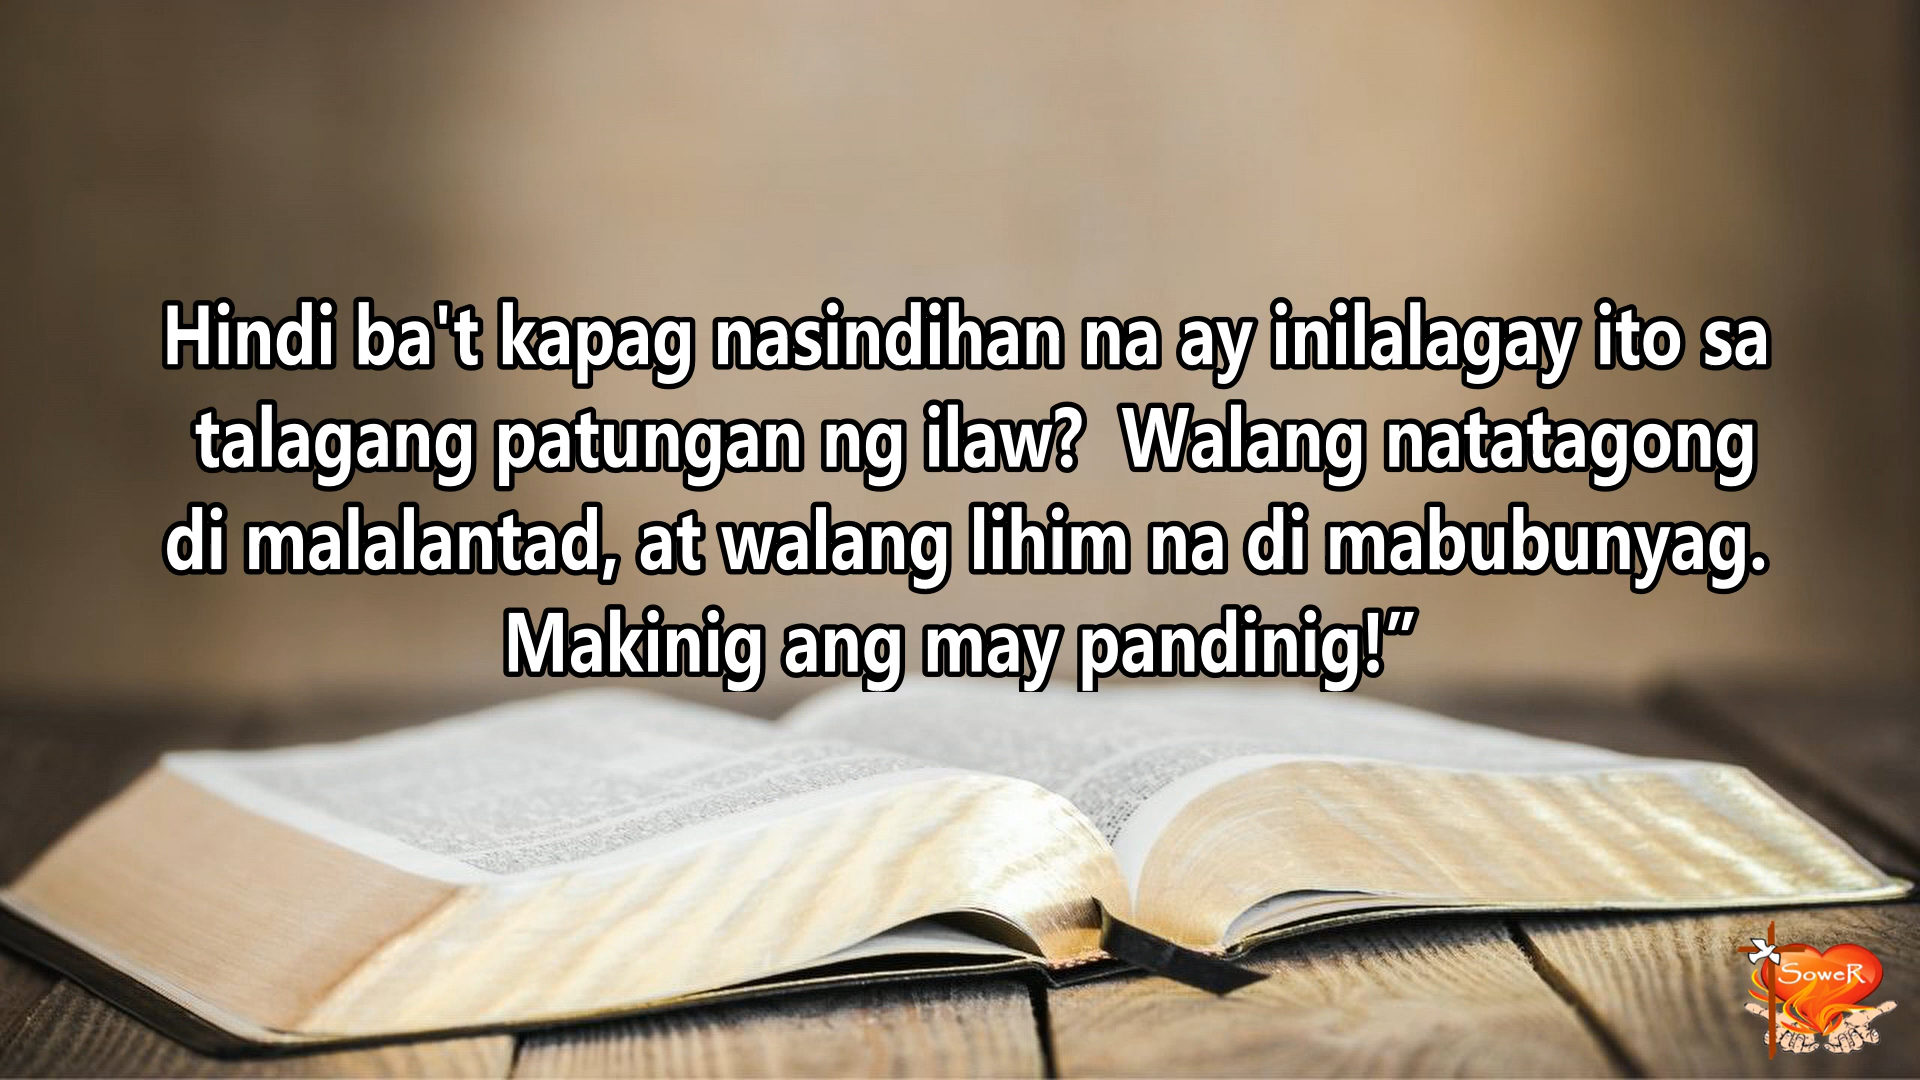 Hindi ba't kapag nasindihan na ay inilalagay ito sa
talagang patungan ng ilaw?  Walang natatagong
di malalantad, at walang lihim na di mabubunyag.
Makinig ang may pandinig!”
SoweR